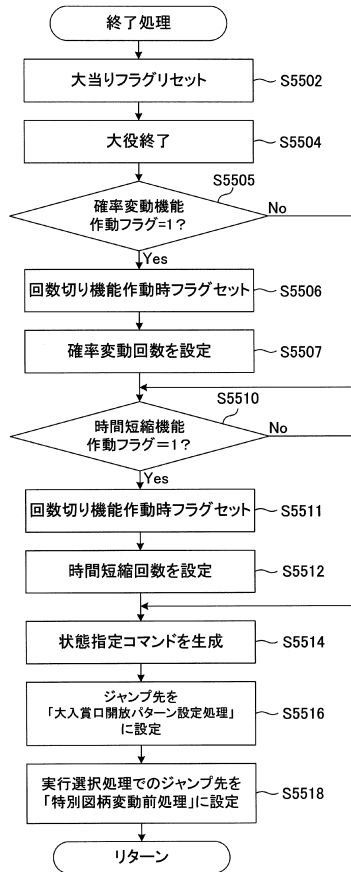 終了処理
大当りフラグリセット
S5502
大役終了
S5504
S5505
確率変動機能
作動フラグ=1?
No
Yes
回数切り機能作動時フラグセット
S5506
確率変動回数を設定
S5507
S5510
時間短縮機能
作動フラグ=1?
No
Yes
回数切り機能作動時フラグセット
S5511
時間短縮回数を設定
S5512
状態指定コマンドを生成
S5514
ジャンプ先を
「大入賞口開放パターン設定処理」
に設定
S5516
実行選択処理でのジャンプ先を
「特別図柄変動前処理」に設定
S5518
リターン